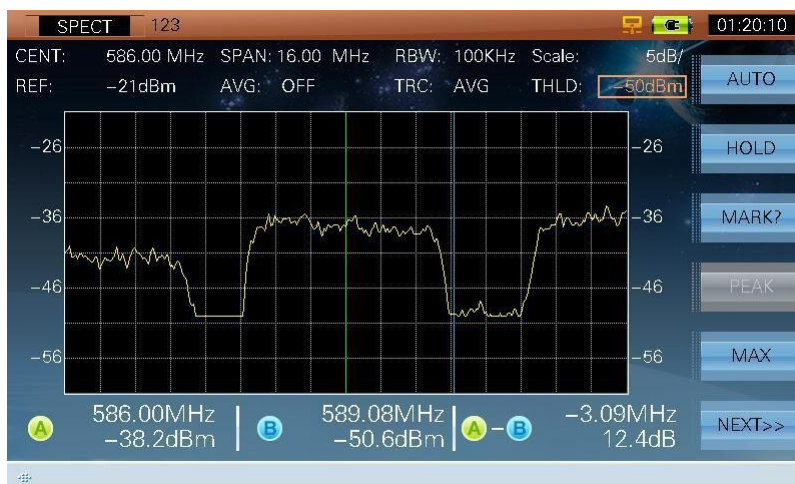 SPECT 123 01:20:10
CENT: 586.00 MHz SPAN: 16.00 MHz RBW: 100KHz Scale: 5dB/
REF: -21dBm AVG: OFF TRC: AVG THLD: -50dBm
AUTO
-26 -26
HOLD
-36 -36
MARK?
-46 -46
PEAK
-56 -56
MAX
A 586.00MHz B 589.08MHz A-B -3.09MHz
-38.2dBm -50.6dBm 12.4dB
NEXT>>